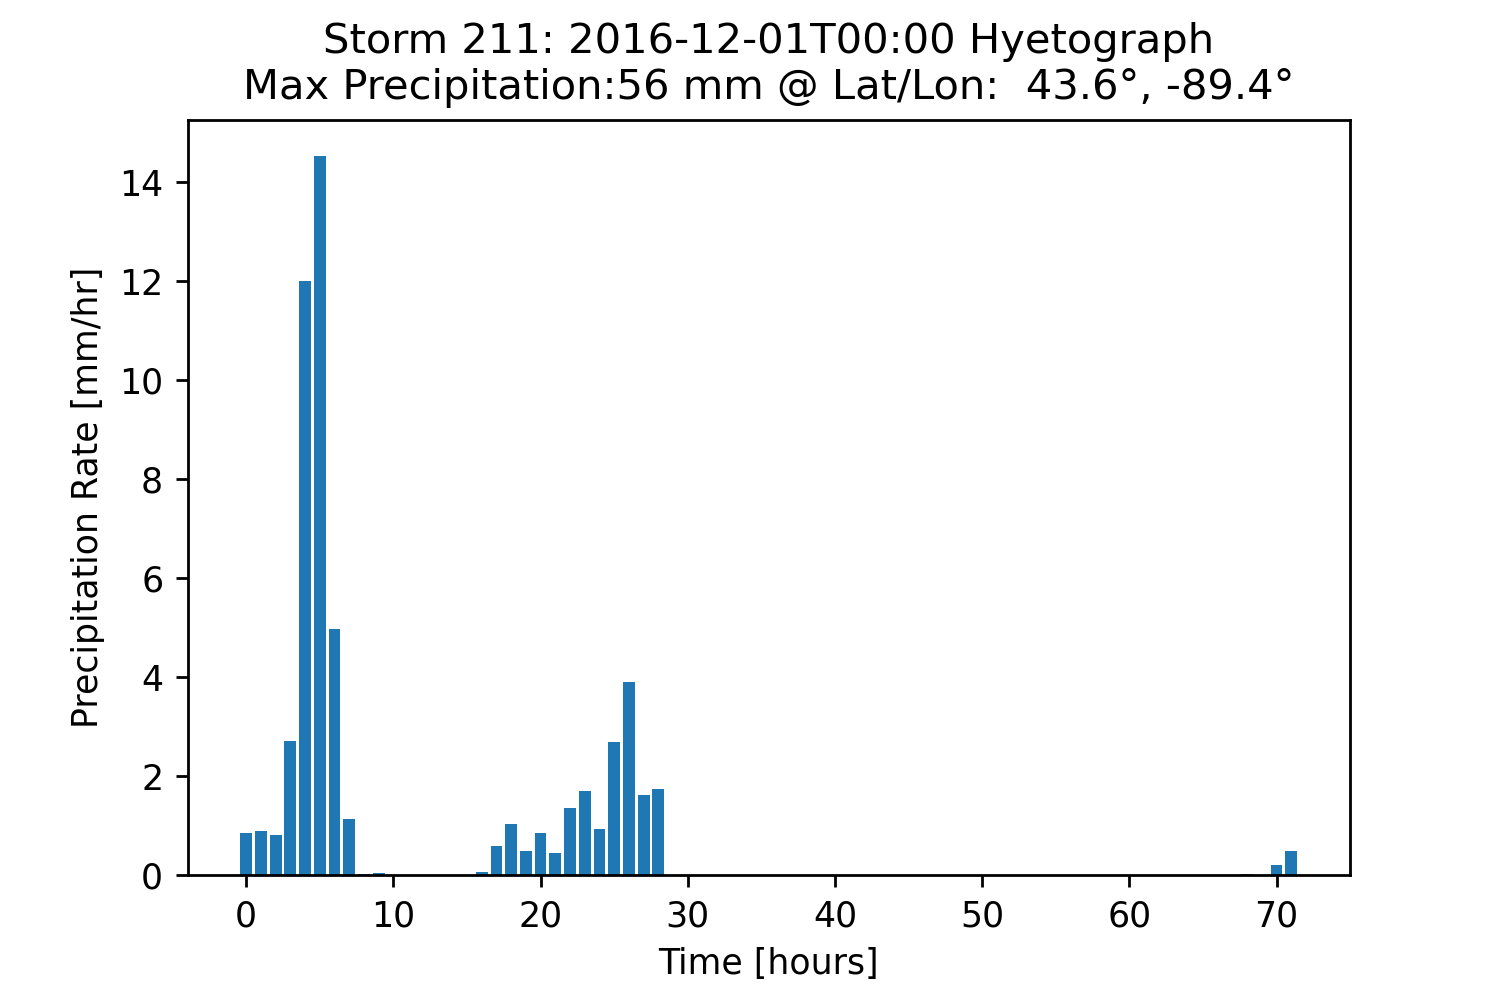 Storm 211: 2016-12-01T00:00 Hyetograph
Max Precipitation:56 mm @ Lat/Lon:  43.6°, -89.4°
14
12
10
8
6
4
2
0
Precipitation Rate [mm/hr]
0 10 20 30 40 50 60 70
Time [hours]